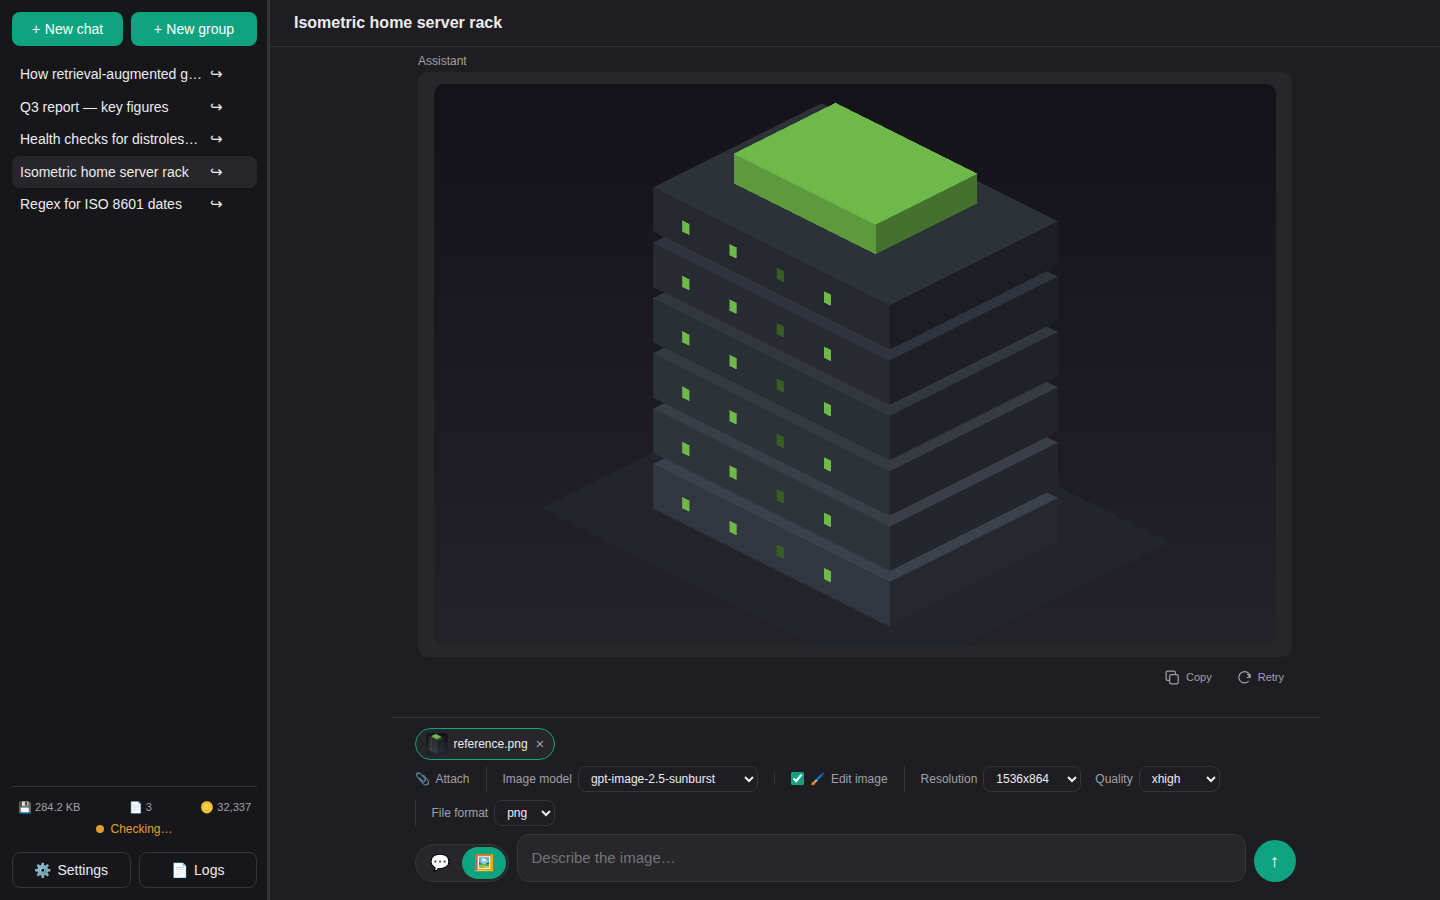 + New chat
+ New group
How retrieval-augmented g…
Q3 report — key figures
Health checks for distroles…
Isometric home server rack
Regex for ISO 8601 dates
284.2 KB
3
32,337
Checking…
Settings
Logs
Isometric home server rack
Assistant
Copy
Retry
reference.png ×
Attach
Image model gpt-image-2.5-sunburst
Edit image
Resolution 1536x864
Quality xhigh
File format png
Describe the image…